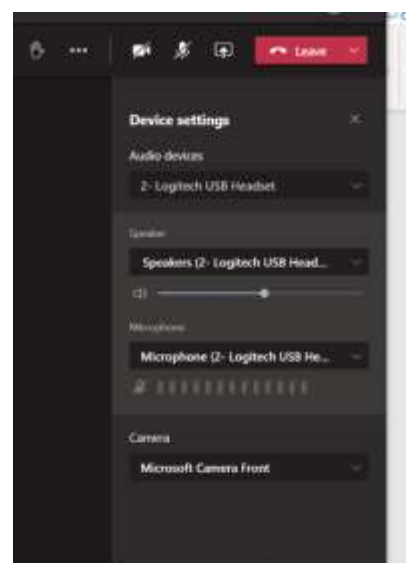 Leave
Device settings
Audio devices
2- Logitech USB Headset
Speaker
Speakers (2- Logitech USB Head...
Microphone
Microphone (2- Logitech USB He...
Camera
Microsoft Camera Front